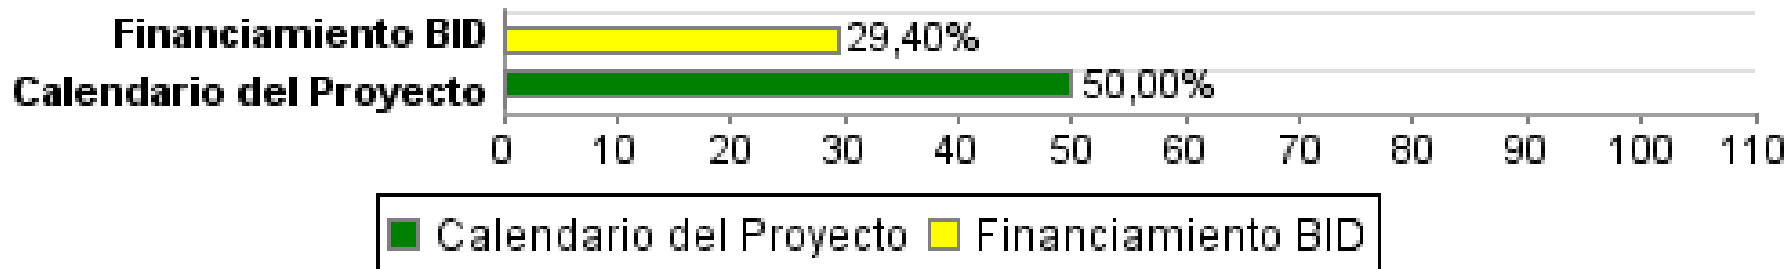 Financiamiento BID 29,40%
Calendario del Proyecto 50,00%
0 10 20 30 40 50 60 70 80 90 100 110
Calendario del Proyecto Financiamiento BID